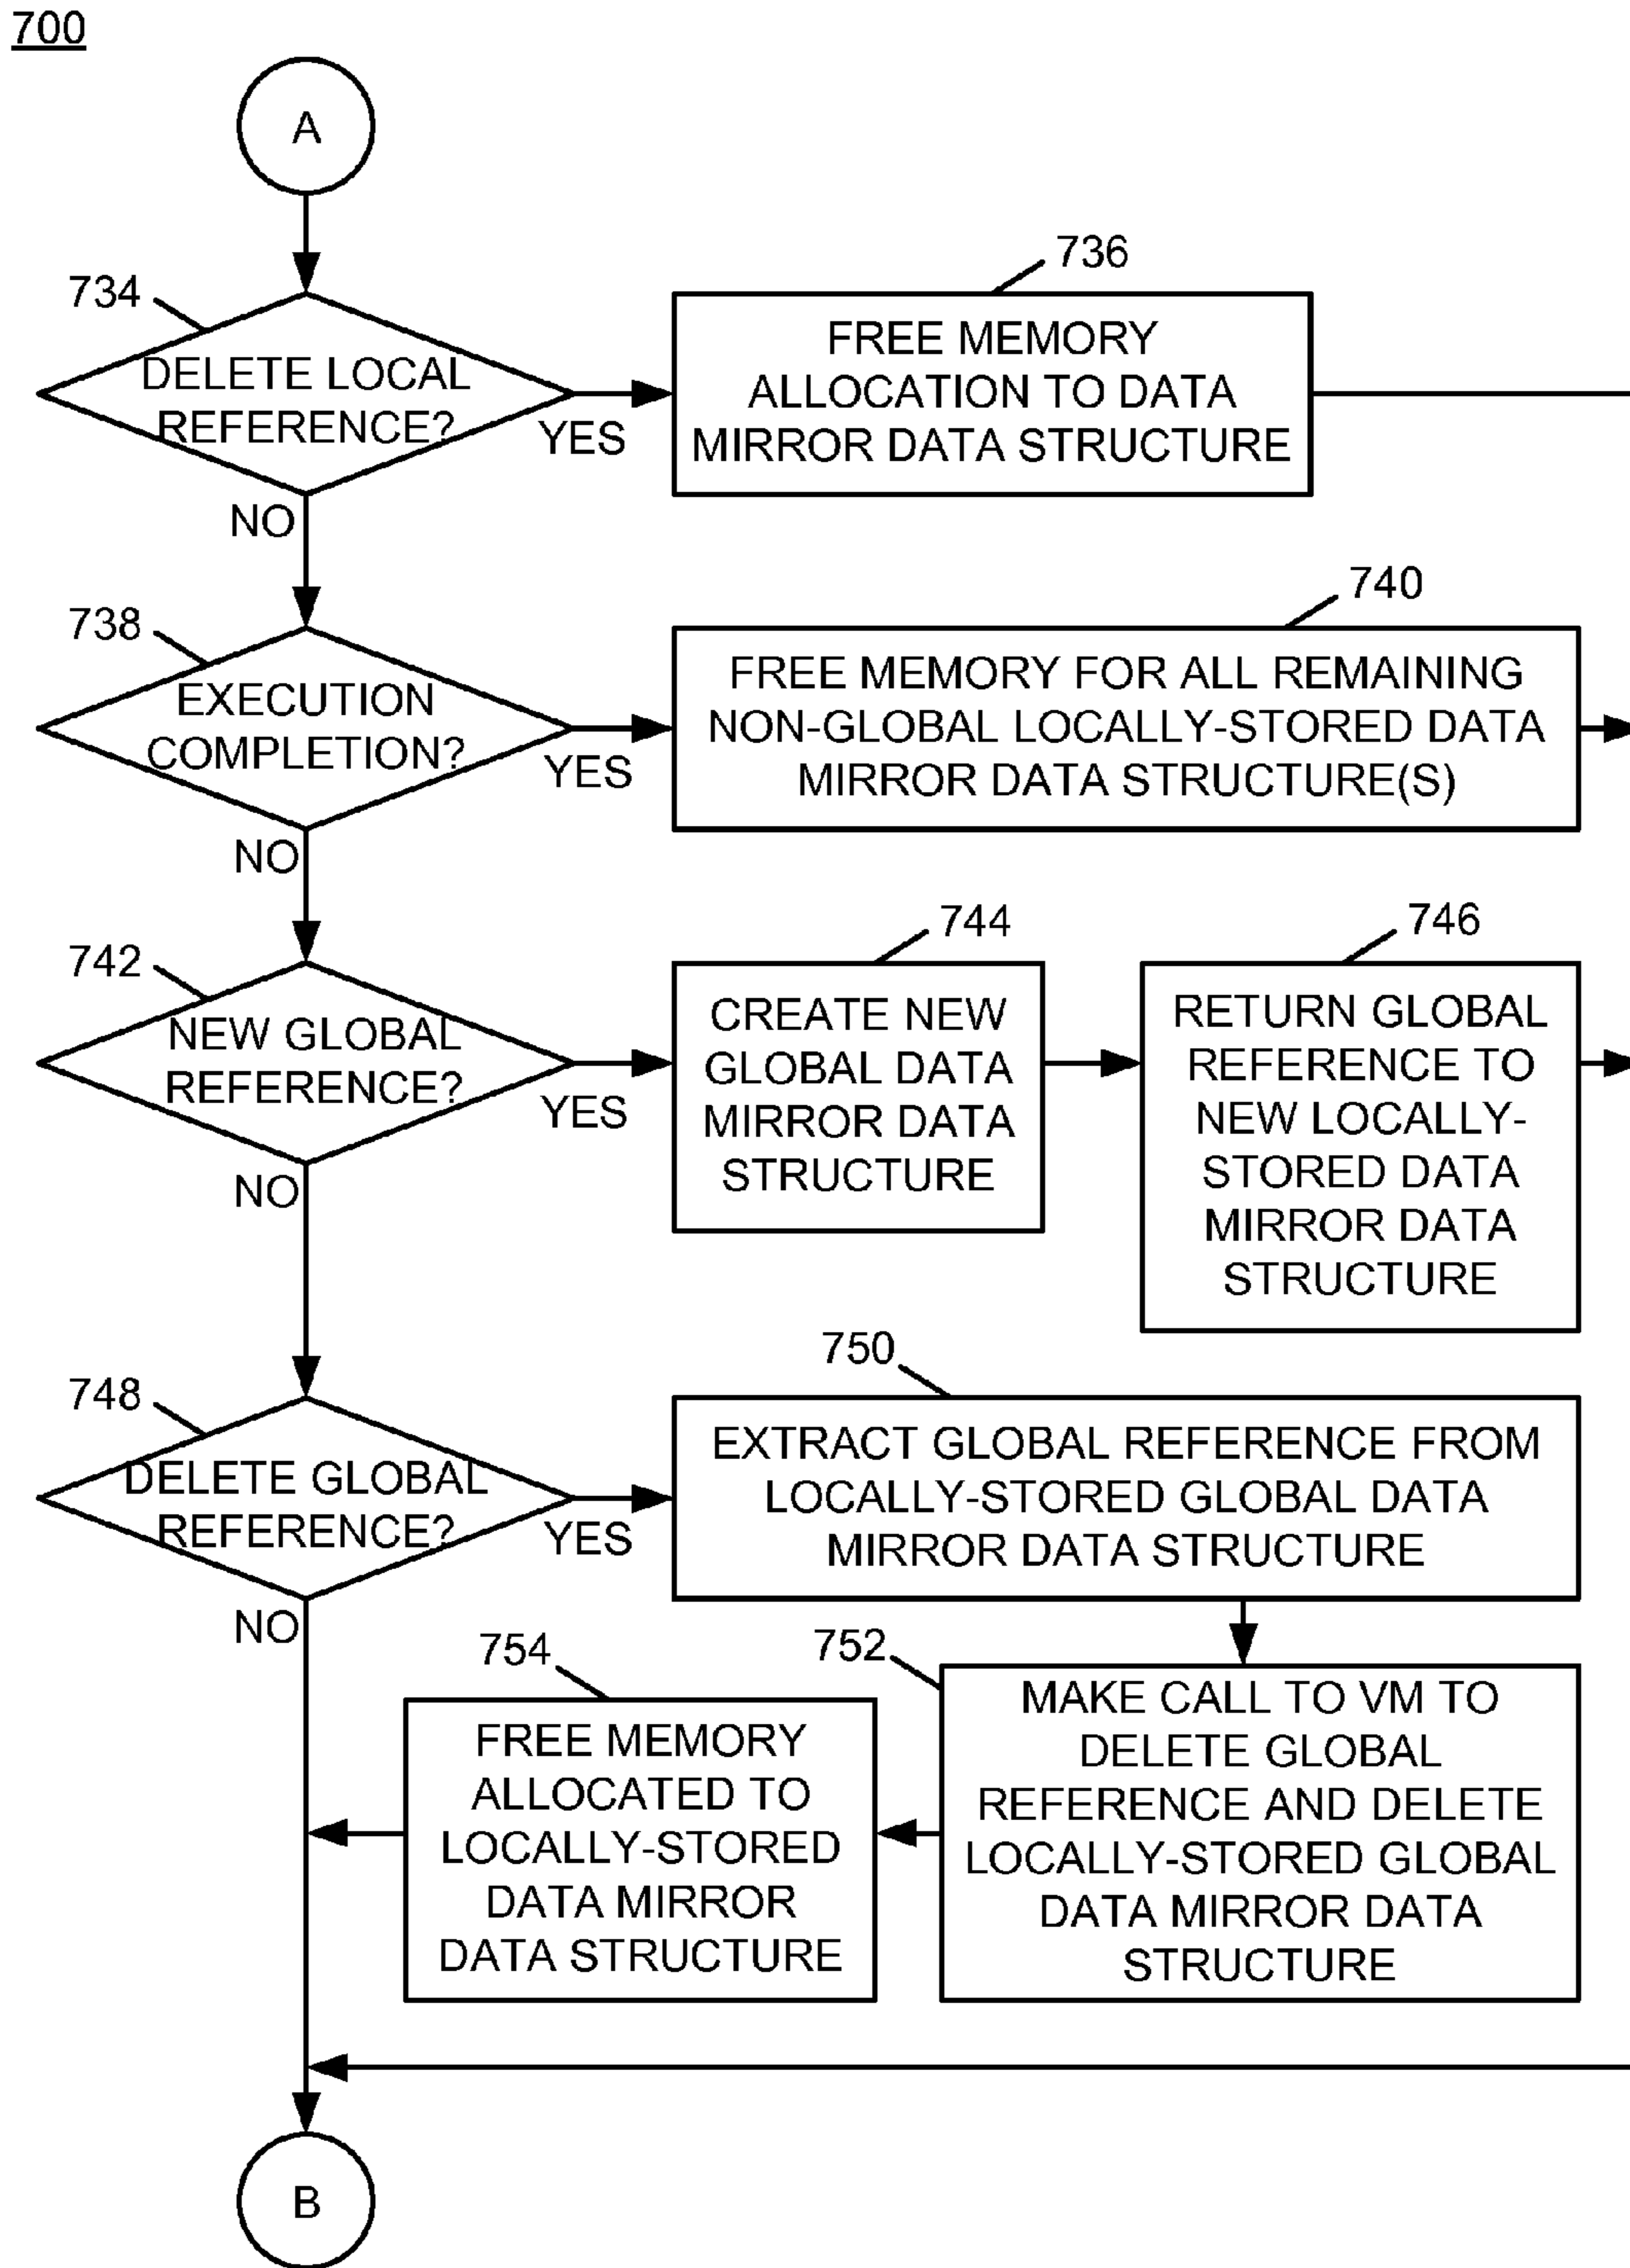 700
A
734
DELETE LOCAL
REFERENCE?
YES
NO
736
FREE MEMORY
ALLOCATION TO DATA
MIRROR DATA STRUCTURE
738
EXECUTION
COMPLETION?
YES
NO
740
FREE MEMORY FOR ALL REMAINING
NON-GLOBAL LOCALLY-STORED DATA
MIRROR DATA STRUCTURE(S)
742
NEW GLOBAL
REFERENCE?
YES
NO
744
CREATE NEW
GLOBAL DATA
MIRROR DATA
STRUCTURE
746
RETURN GLOBAL
REFERENCE TO
NEW LOCALLY-
STORED DATA
MIRROR DATA
STRUCTURE
748
DELETE GLOBAL
REFERENCE?
YES
NO
750
EXTRACT GLOBAL REFERENCE FROM
LOCALLY-STORED GLOBAL DATA
MIRROR DATA STRUCTURE
752
MAKE CALL TO VM TO
DELETE GLOBAL
REFERENCE AND DELETE
LOCALLY-STORED GLOBAL
DATA MIRROR DATA
STRUCTURE
754
FREE MEMORY
ALLOCATED TO
LOCALLY-STORED
DATA MIRROR
DATA STRUCTURE
B